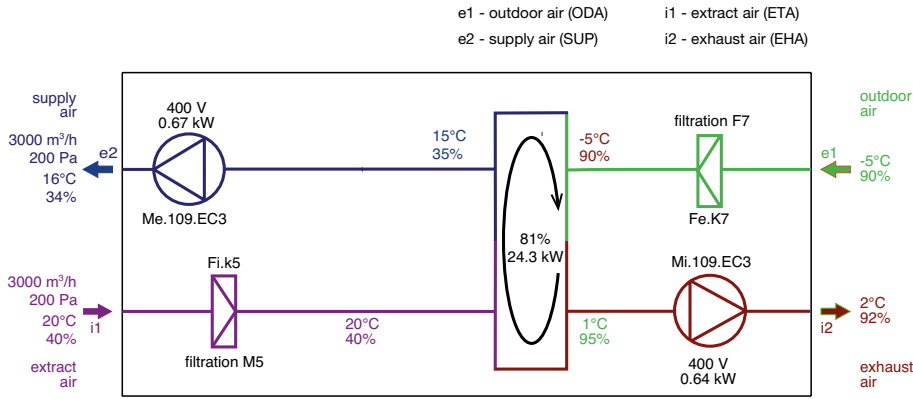 e1 - outdoor air (ODA)
i1 - extract air (ETA)
e2 - supply air (SUP)
i2 - exhaust air (EHA)
supply
air
3000 m³/h
200 Pa
16°C
34%
e2
400 V
0.67 kW
Me.109.EC3
15°C
35%
-5°C
90%
filtration F7
Fe.K7
outdoor
air
e1
-5°C
90%
81%
24.3 kW
3000 m³/h
200 Pa
20°C
40%
i1
extract
air
Fi.k5
filtration M5
20°C
40%
1°C
95%
Mi.109.EC3
400 V
0.64 kW
i2
2°C
92%
exhaust
air